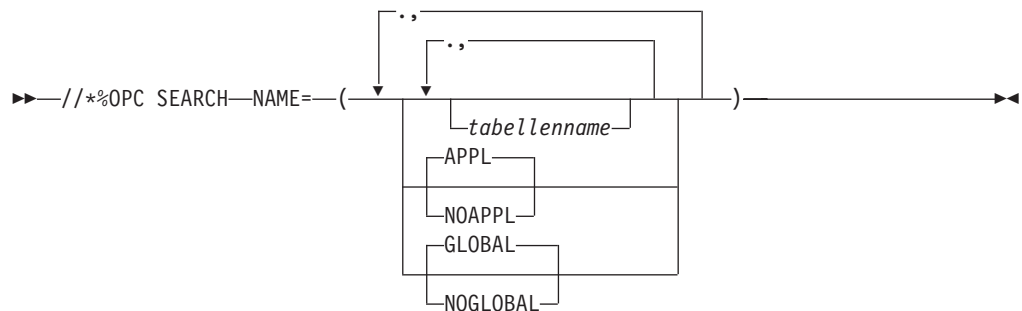 .,
.,
//*%OPC SEARCH NAME= ( )
tabellenname
APPL
NOAPPL
GLOBAL
NOGLOBAL